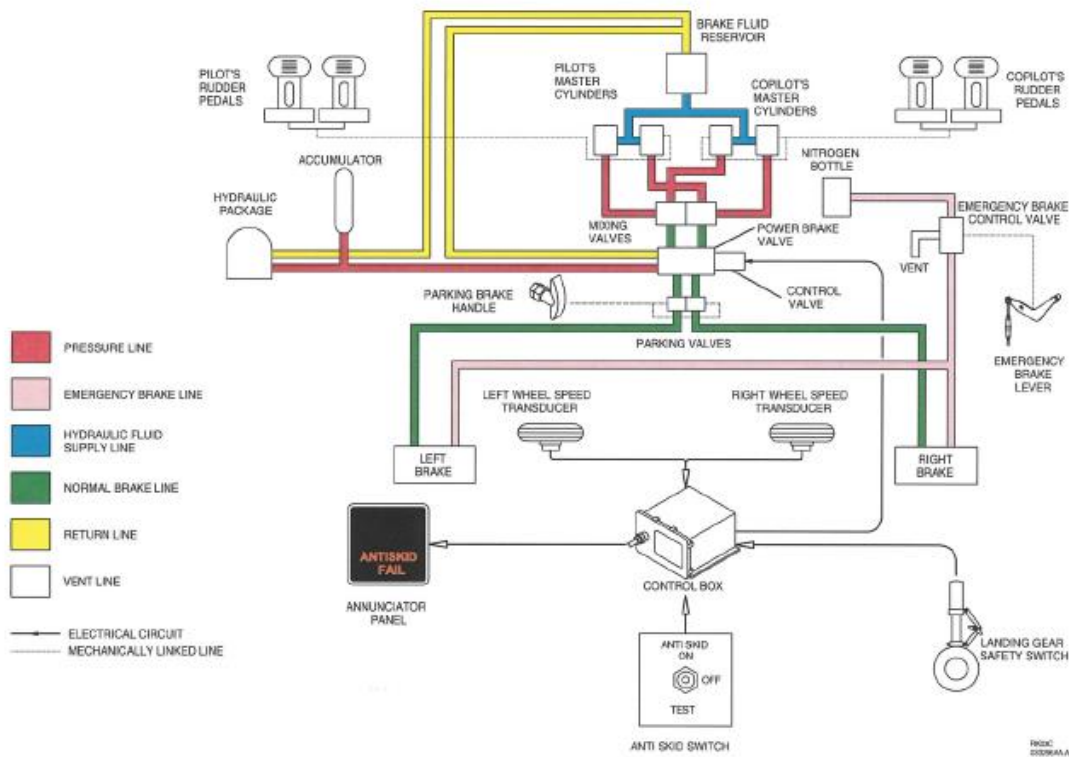 BRAKE FLUID
RESERVOIR
PILOT'S
MASTER
CYLINDERS
COPILOT'S
MASTER
CYLINDERS
PILOT'S
RUDDER
PEDALS
COPILOT'S
RUDDER
PEDALS
ACCUMULATOR
NITROGEN
BOTTLE
HYDRAULIC
PACKAGE
MIXING
VALVES
POWER BRAKE
VALVE
EMERGENCY BRAKE
CONTROL VALVE
VENT
PARKING BRAKE
HANDLE
CONTROL
VALVE
PARKING VALVES
EMERGENCY
BRAKE
LEVER
PRESSURE LINE
EMERGENCY BRAKE LINE
HYDRAULIC FLUID
SUPPLY LINE
NORMAL BRAKE LINE
RETURN LINE
VENT LINE
ELECTRICAL CIRCUIT
MECHANICALLY LINKED LINE
LEFT WHEEL SPEED
TRANSDUCER
RIGHT WHEEL SPEED
TRANSDUCER
LEFT
BRAKE
RIGHT
BRAKE
ANTISKID
FAIL
ANNUNCIATOR
PANEL
CONTROL BOX
LANDING GEAR
SAFETY SWITCH
ANTI SKID
ON
OFF
TEST
ANTI SKID SWITCH